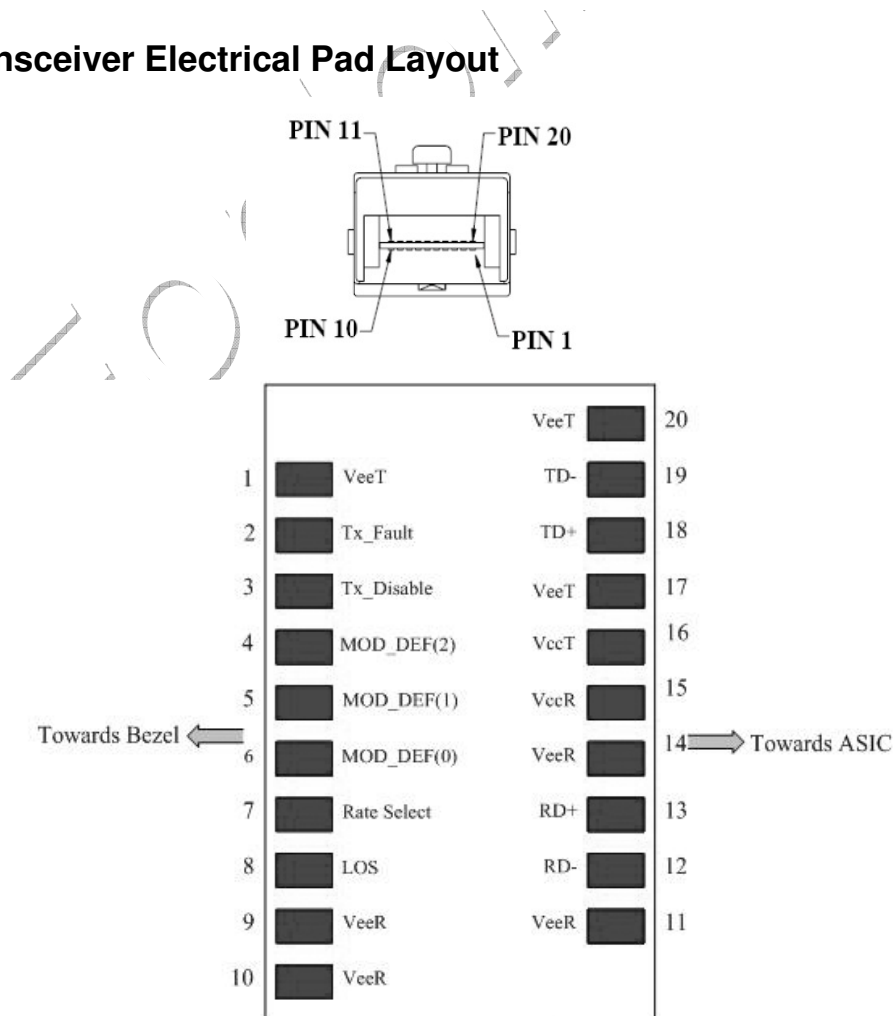 nsceiver Electrical Pad Layout
PIN 11
PIN 20
PIN 10
PIN 1
VeeT 20
1 VeeT TD- 19
2 Tx_Fault TD+ 18
3 Tx_Disable VeeT 17
4 MOD_DEF(2) VccT 16
5 MOD_DEF(1) VccR 15
Towards Bezel
6 MOD_DEF(0) VeeR 14
Towards ASIC
7 Rate Select RD+ 13
8 LOS RD- 12
9 VeeR VeeR 11
10 VeeR